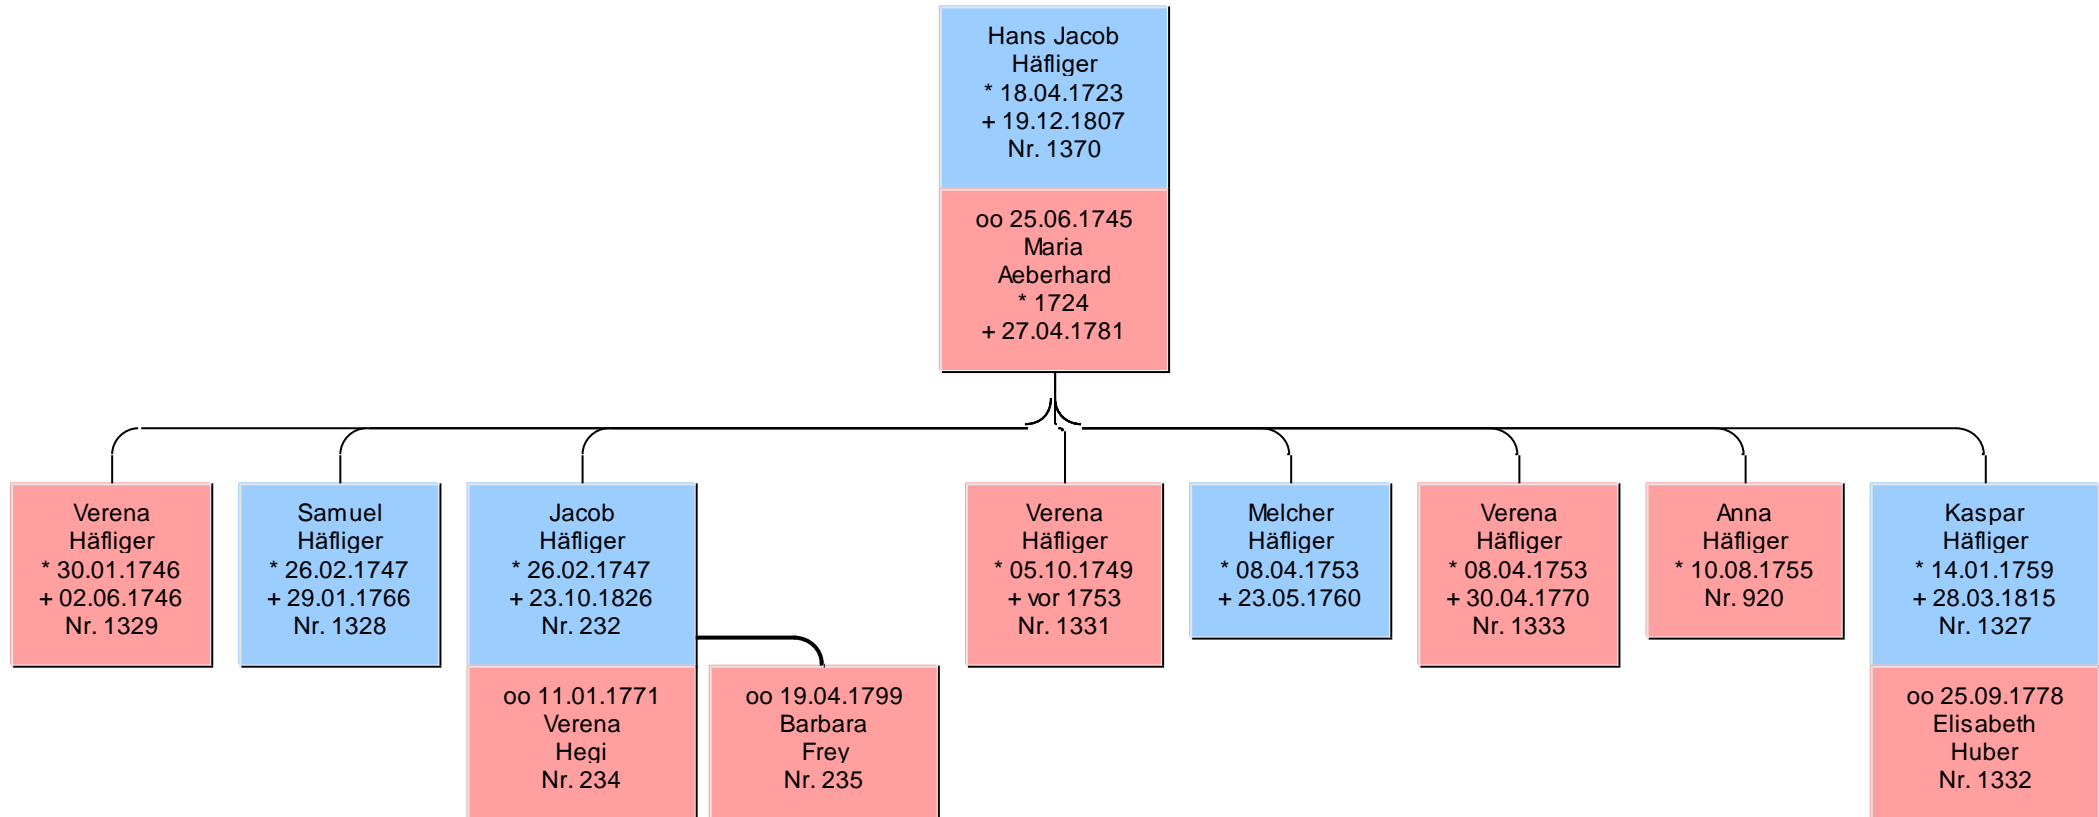 Hans Jacob
Häfliger
* 18.04.1723
+ 19.12.1807
Nr. 1370
oo 25.06.1745
Maria
Aeberhard
* 1724
+ 27.04.1781
Verena
Häfliger
* 30.01.1746
+ 02.06.1746
Nr. 1329
Samuel
Häfliger
* 26.02.1747
+ 29.01.1766
Nr. 1328
Jacob
Häfliger
* 26.02.1747
+ 23.10.1826
Nr. 232
oo 11.01.1771
Verena
Hegi
Nr. 234
oo 19.04.1799
Barbara
Frey
Nr. 235
Verena
Häfliger
* 05.10.1749
+ vor 1753
Nr. 1331
Melcher
Häfliger
* 08.04.1753
+ 23.05.1760
Verena
Häfliger
* 08.04.1753
+ 30.04.1770
Nr. 1333
Anna
Häfliger
* 10.08.1755
Nr. 920
Kaspar
Häfliger
* 14.01.1759
+ 28.03.1815
Nr. 1327
oo 25.09.1778
Elisabeth
Huber
Nr. 1332